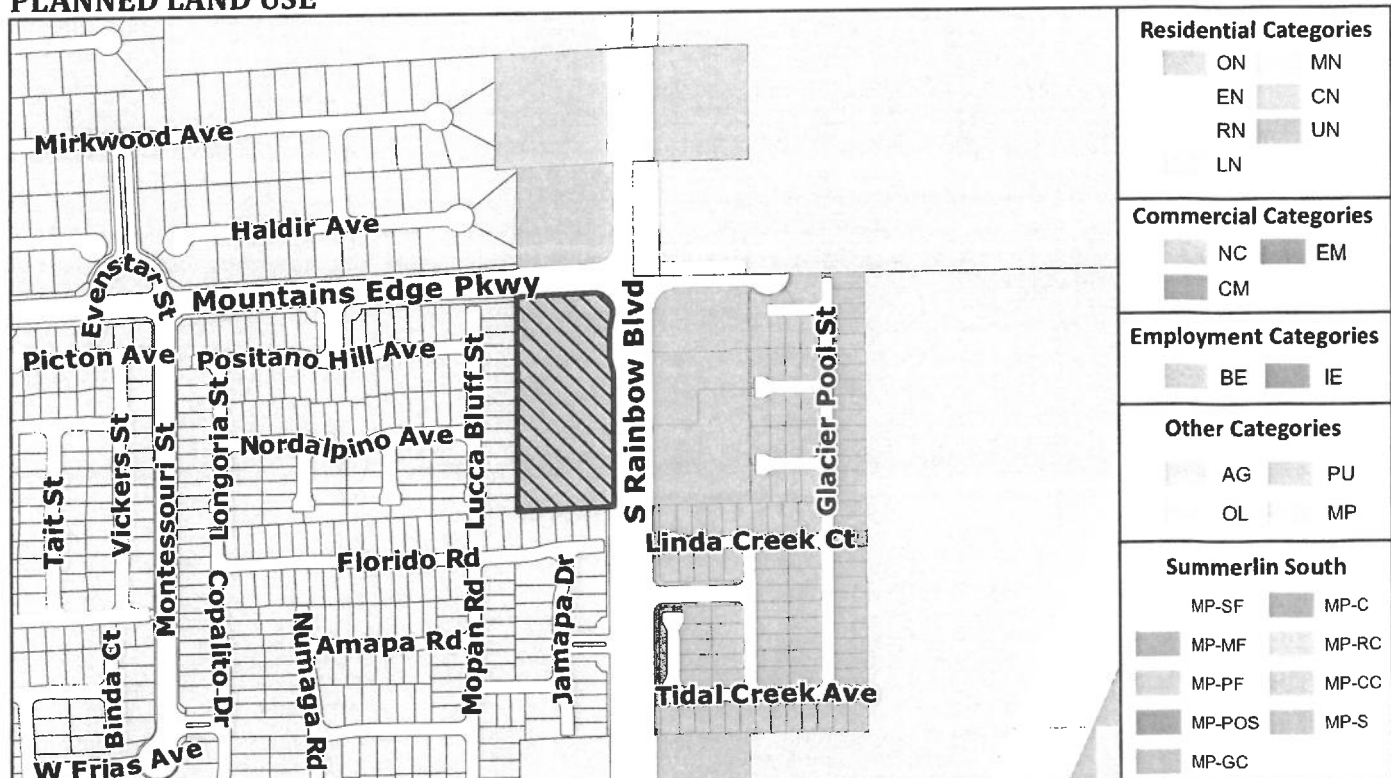 PLANNED LAND USE
Mirkwood Ave
Haldir Ave
Evenstar St
Mountains Edge Pkwy
Picton Ave
Positano Hill Ave
Nordalpino Ave
Tait St
Vickers St
Montessouri St
Longoria St
Lucca Bluff St
S Rainbow Blvd
Glacier Pool St
Linda Creek Ct
Florido Rd
Copalito Dr
Numaga Rd
Amapa Rd
Mopan Rd
Jamapa Dr
Binda Ct
Tidal Creek Ave
W Frias Ave
Residential Categories
ON MN
EN CN
RN UN
LN
Commercial Categories
NC EM
CM
Employment Categories
BE IE
Other Categories
AG PU
OL MP
Summerlin South
MP-SF MP-C
MP-MF MP-RC
MP-PF MP-CC
MP-POS MP-S
MP-GC